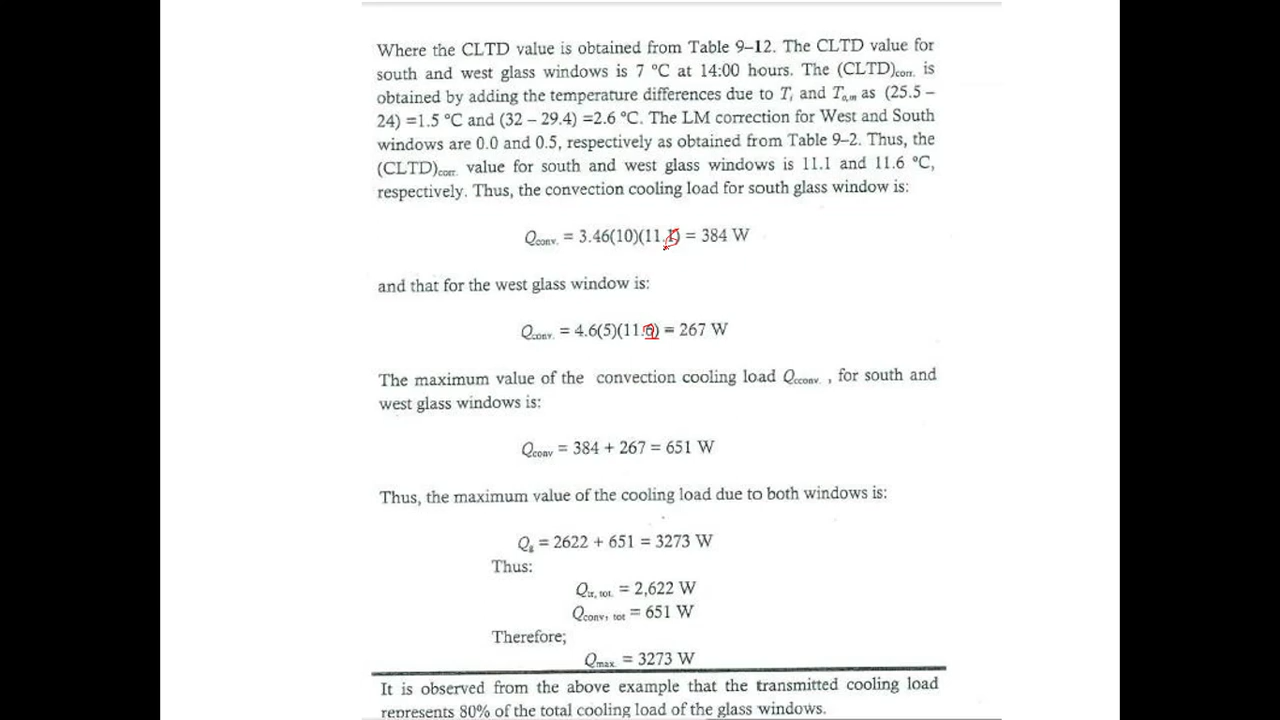 Where the CLTD value is obtained from Table 9–12. The CLTD value for
south and west glass windows is 7 °C at 14:00 hours. The (CLTD)corr. is
obtained by adding the temperature differences due to Ti and To,m as (25.5 –
24) =1.5 °C and (32 – 29.4) =2.6 °C. The LM correction for West and South
windows are 0.0 and 0.5, respectively as obtained from Table 9–2. Thus, the
(CLTD)corr. value for south and west glass windows is 11.1 and 11.6 °C,
respectively. Thus, the convection cooling load for south glass window is:
Qconv. = 3.46(10)(11.1) = 384 W
and that for the west glass window is:
Qconv. = 4.6(5)(11.6) = 267 W
The maximum value of the convection cooling load Qcconv. , for south and
west glass windows is:
Qconv = 384 + 267 = 651 W
Thus, the maximum value of the cooling load due to both windows is:
Qg = 2622 + 651 = 3273 W
Thus:
Qtr, tot. = 2,622 W
Qconv, tot = 651 W
Therefore;
Qmax. = 3273 W
It is observed from the above example that the transmitted cooling load
represents 80% of the total cooling load of the glass windows.